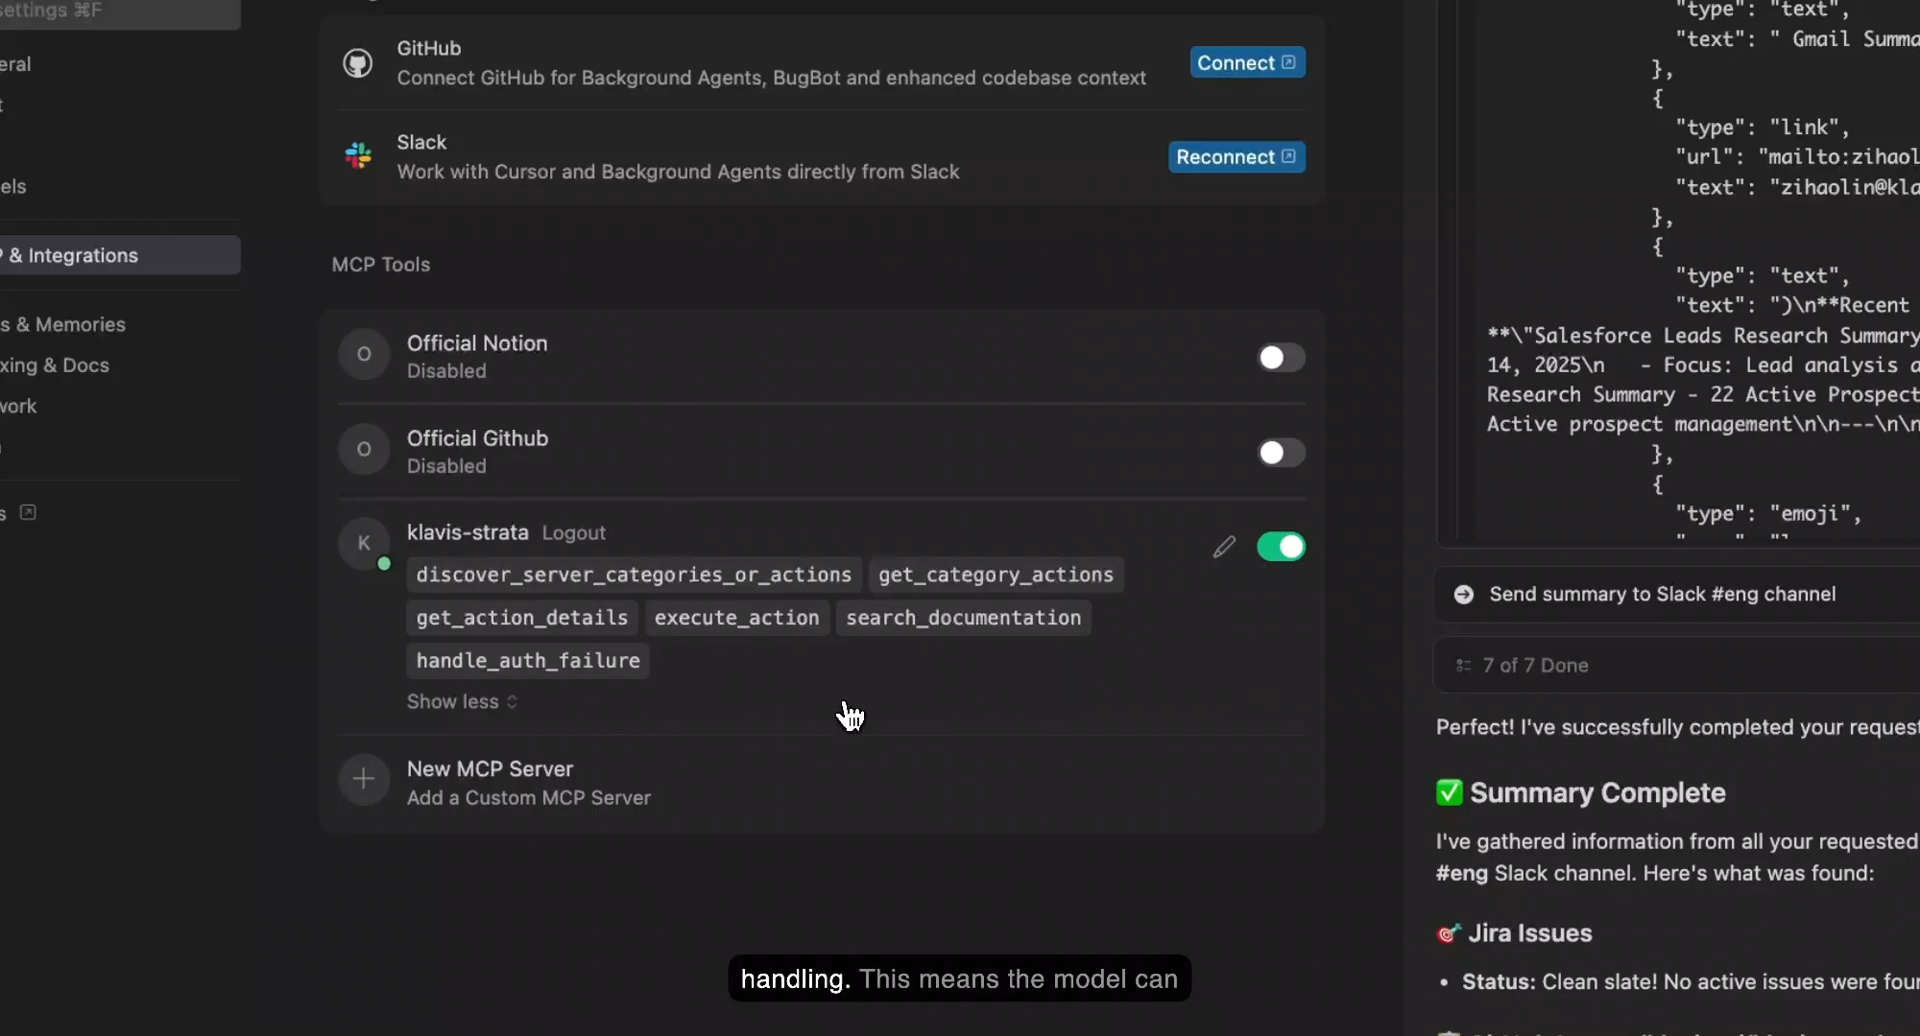 settings ⌘F
eral
t
els
P & Integrations
s & Memories
xing & Docs
work
s
GitHub
Connect GitHub for Background Agents, BugBot and enhanced codebase context
Connect
Slack
Work with Cursor and Background Agents directly from Slack
Reconnect
MCP Tools
O
Official Notion
Disabled
O
Official Github
Disabled
K
klavis-strata Logout
discover_server_categories_or_actions get_category_actions
get_action_details execute_action search_documentation
handle_auth_failure
Show less
New MCP Server
Add a Custom MCP Server
"type": "text",
"text": " Gmail Summa
},
{
"type": "link",
"url": "mailto:zihaol
"text": "zihaolin@kla
},
{
"type": "text",
"text": ")\n**Recent
**\"Salesforce Leads Research Summary
14, 2025\n   - Focus: Lead analysis a
Research Summary - 22 Active Prospect
Active prospect management\n\n---\n\n
},
{
"type": "emoji",
Send summary to Slack #eng channel
7 of 7 Done
Perfect! I've successfully completed your request
✅ Summary Complete
I've gathered information from all your requested
#eng Slack channel. Here's what was found:
🎯 Jira Issues
• Status: Clean slate! No active issues were four
handling. This means the model can